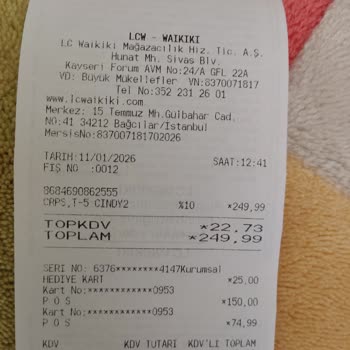 LCW - WAIKIKI
LC Waikiki Mağazacılık Hiz. Tic. A.Ş.
Hunat Mh. Sivas Blv.
Kayseri Forum AVM No:24/A GFL 22A
VD: Büyük Mükellefler VN:8370071817
Tel No:352 231 26 01
www.lcwaikiki.com
Merkez: 15 Temmuz Mh.Gülbahar Cad.
NO:41 34212 Bağcılar/İstanbul
MersisNo:837007181702026
TARİH:11/01/2026 SAAT:12:41
FİŞ NO :0012
8684690862555
CRPS,T-5 CINDY2 %10 *249,99
TOPKDV *22,73
TOPLAM *249,99
SERI NO: 6376********4147Kurumsal
HEDİYE KART *25,00
Kart No:************0953
P O S *150,00
Kart No:************0953
P O S *74,99
KDV KDV TUTARI KDV'Lİ TOPLAM